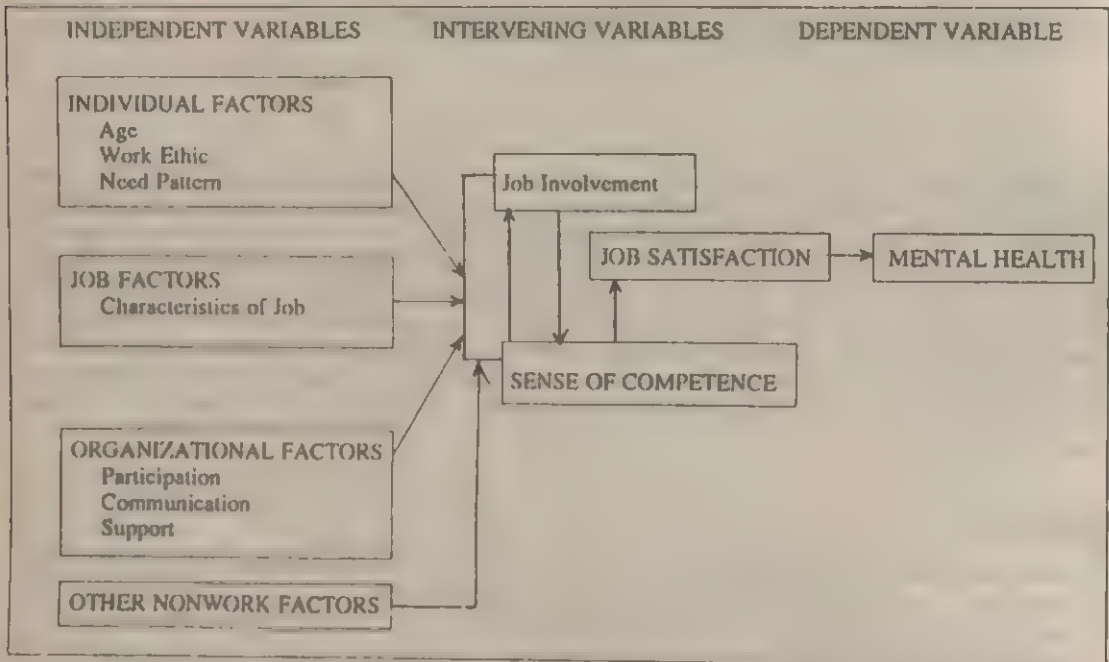 INDEPENDENT VARIABLES
INTERVENING VARIABLES
DEPENDENT VARIABLE
INDIVIDUAL FACTORS
Age
Work Ethic
Need Pattern
JOB FACTORS
Characteristics of Job
ORGANIZATIONAL FACTORS
Participation
Communication
Support
OTHER NONWORK FACTORS
Job Involvement
JOB SATISFACTION
SENSE OF COMPETENCE
MENTAL HEALTH